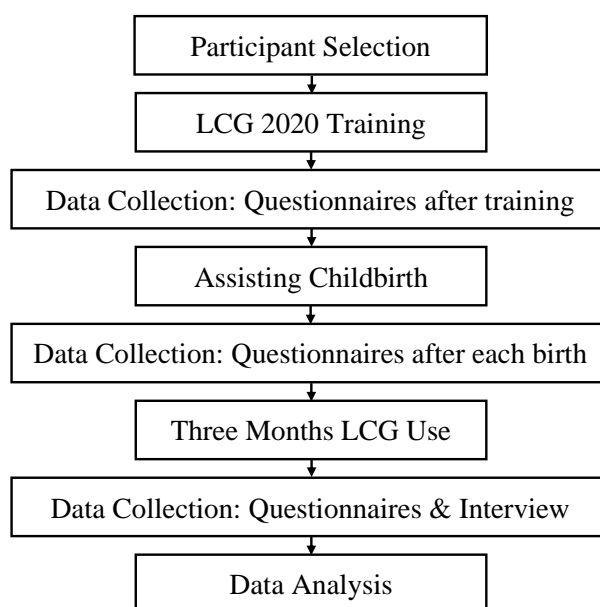 Participant Selection
LCG 2020 Training
Data Collection: Questionnaires after training
Assisting Childbirth
Data Collection: Questionnaires after each birth
Three Months LCG Use
Data Collection: Questionnaires & Interview
Data Analysis